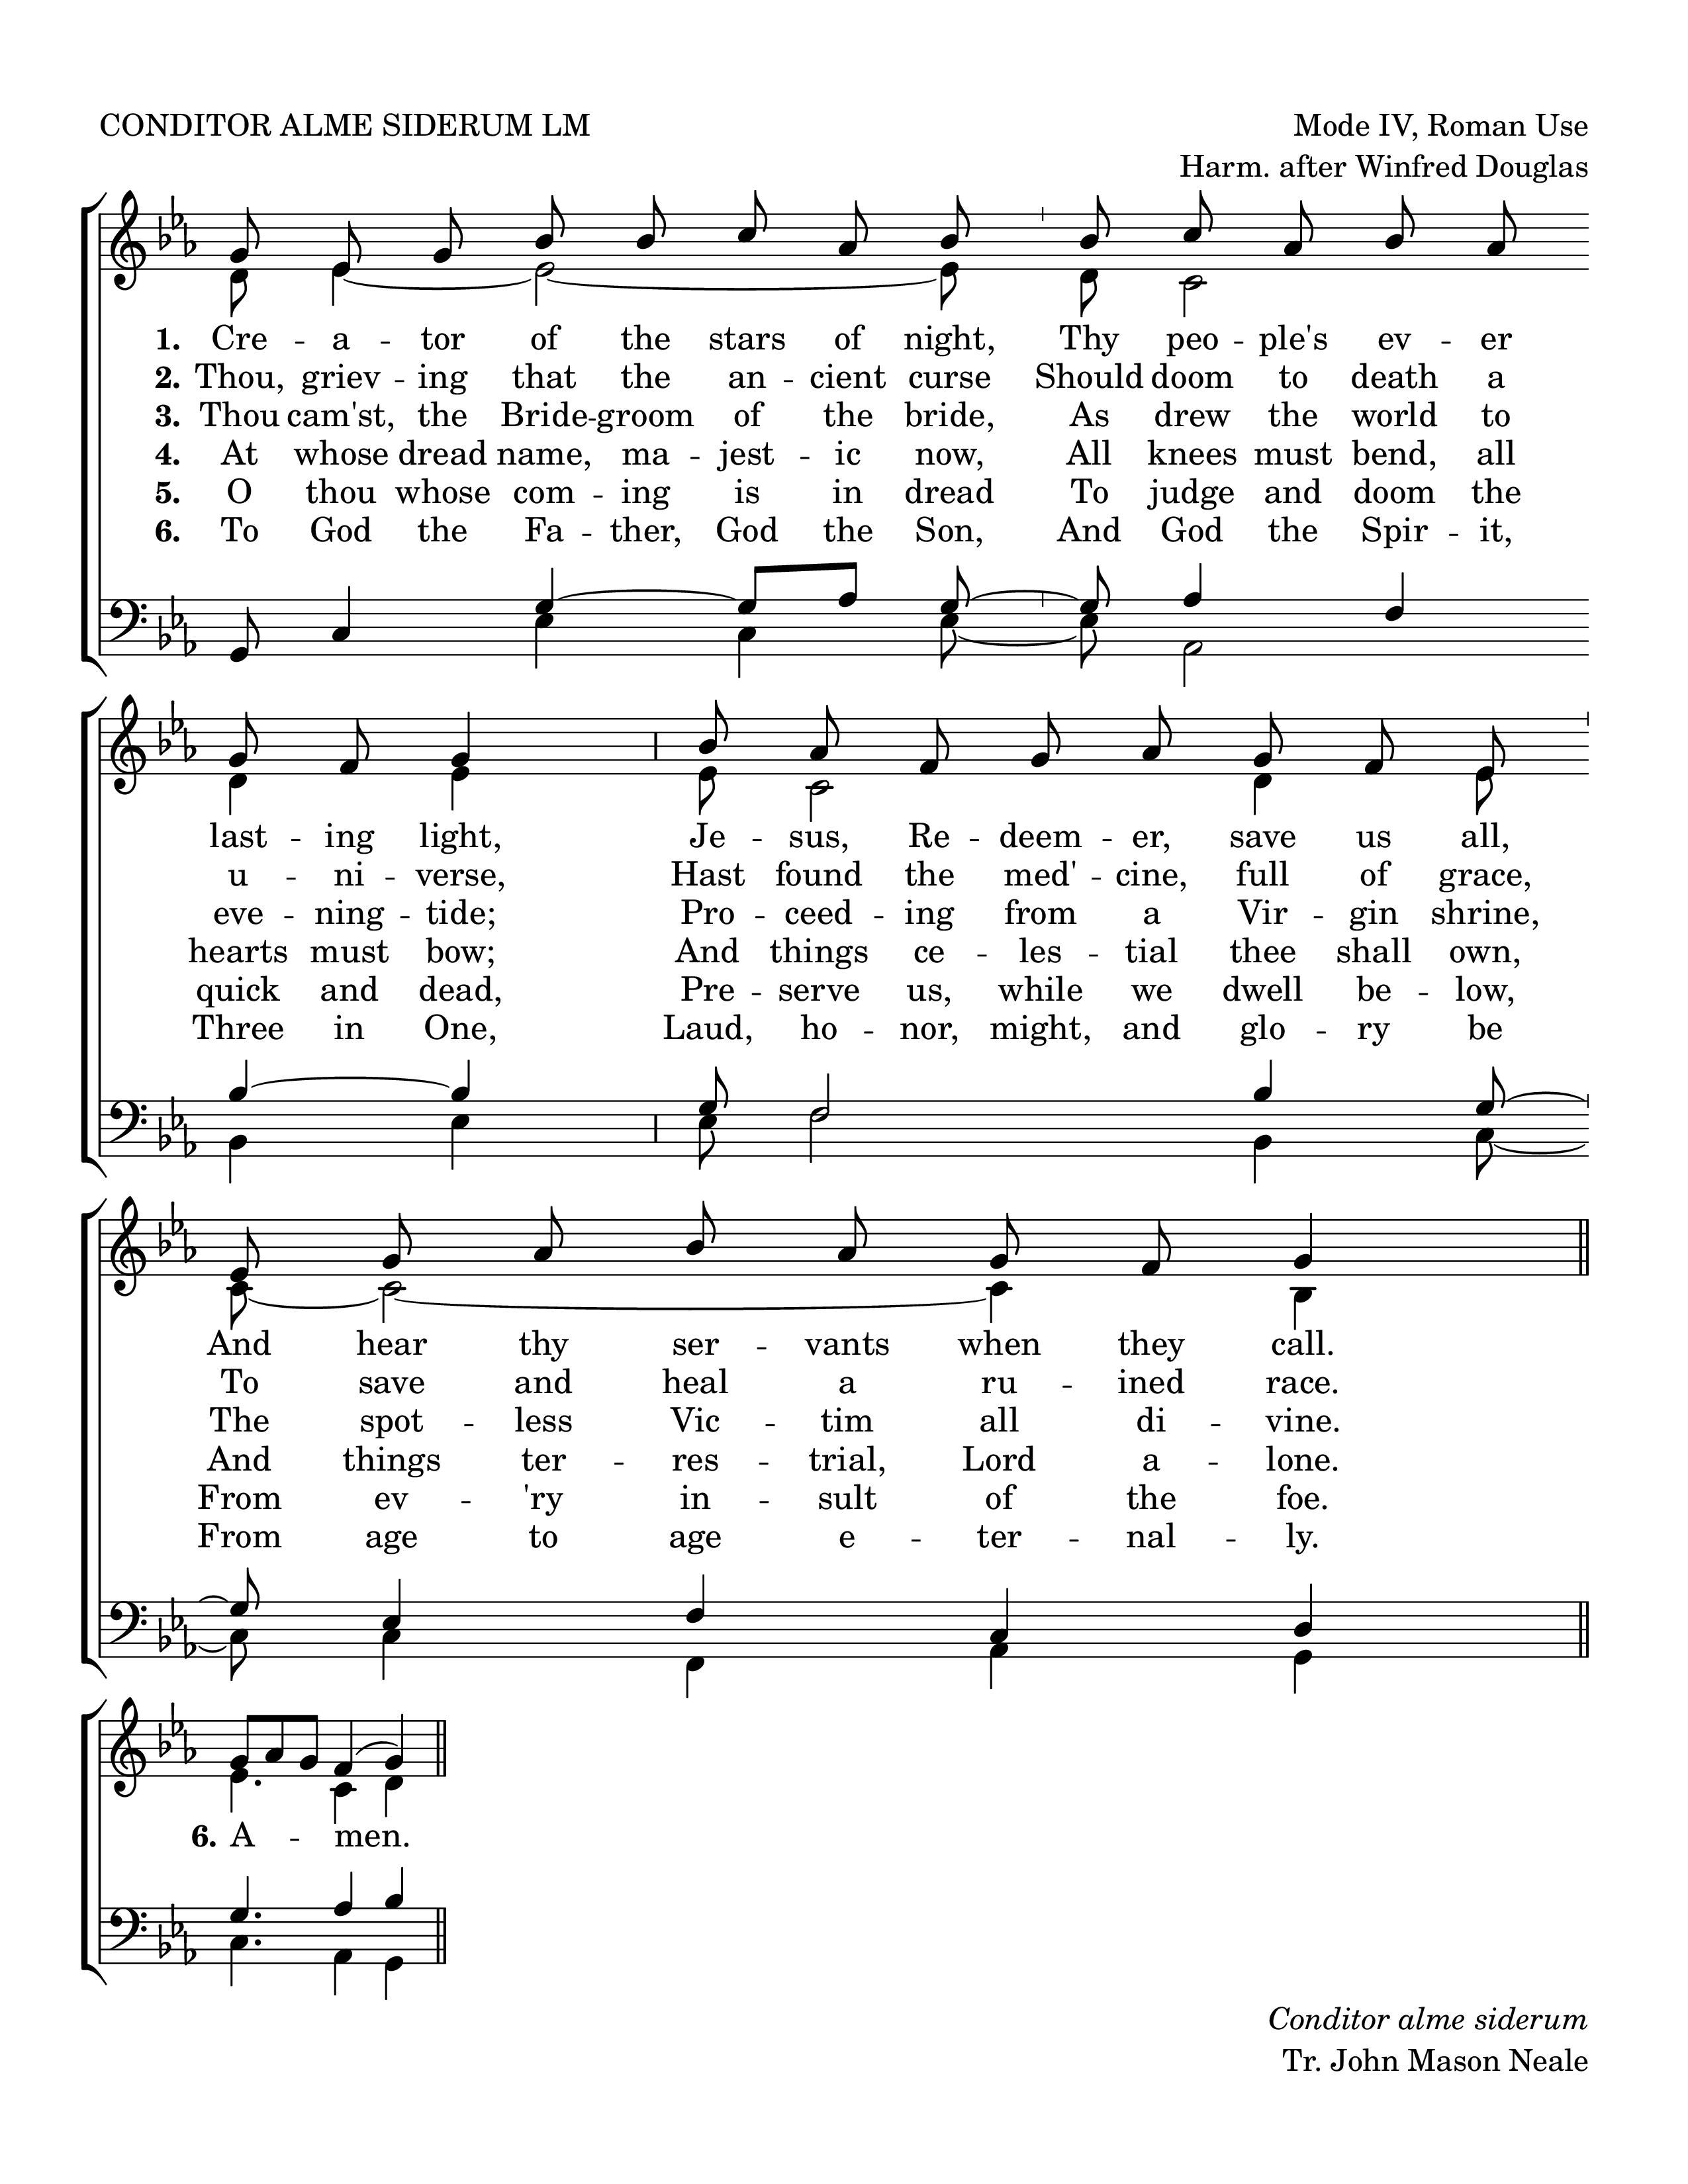 CONDITOR ALME SIDERUM LM
Mode IV, Roman Use
Harm. after Winfred Douglas
1. Cre - a - tor of the stars of night, Thy peo - ple's ev - er
2. Thou, griev - ing that the an - cient curse Should doom to death a
3. Thou cam'st, the Bride - groom of the bride, As drew the world to
4. At whose dread name, ma - jest - ic now, All knees must bend, all
5. O thou whose com - ing is in dread To judge and doom the
6. To God the Fa - ther, God the Son, And God the Spir - it,
last - ing light, Je - sus, Re - deem - er, save us all,
u - ni - verse, Hast found the med' - cine, full of grace,
eve - ning - tide; Pro - ceed - ing from a Vir - gin shrine,
hearts must bow; And things ce - les - tial thee shall own,
quick and dead, Pre - serve us, while we dwell be - low,
Three in One, Laud, ho - nor, might, and glo - ry be
And hear thy ser - vants when they call.
To save and heal a ru - ined race.
The spot - less Vic - tim all di - vine.
And things ter - res - trial, Lord a - lone.
From ev - 'ry in - sult of the foe.
From age to age e - ter - nal - ly.
6. A - men.
Conditor alme siderum
Tr. John Mason Neale